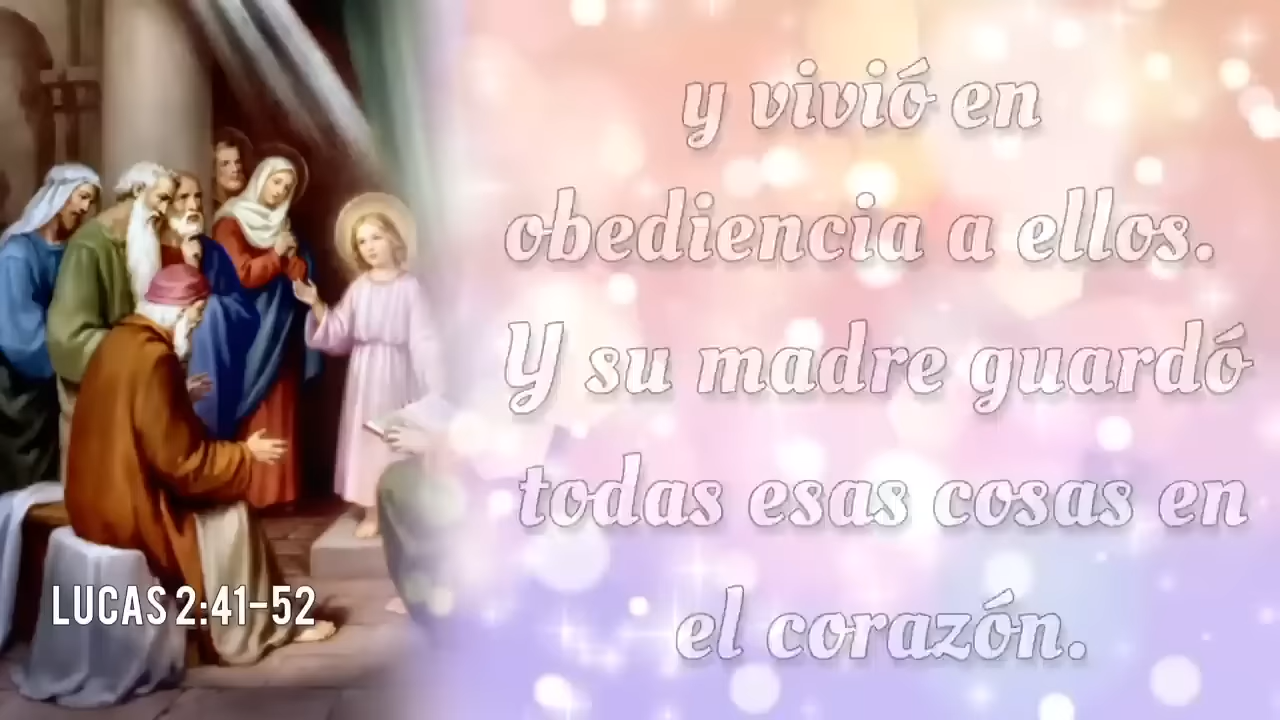 y vivió en
obediencia a ellos.
Y su madre guardó
todas esas cosas en
el corazón.
LUCAS 2:41-52